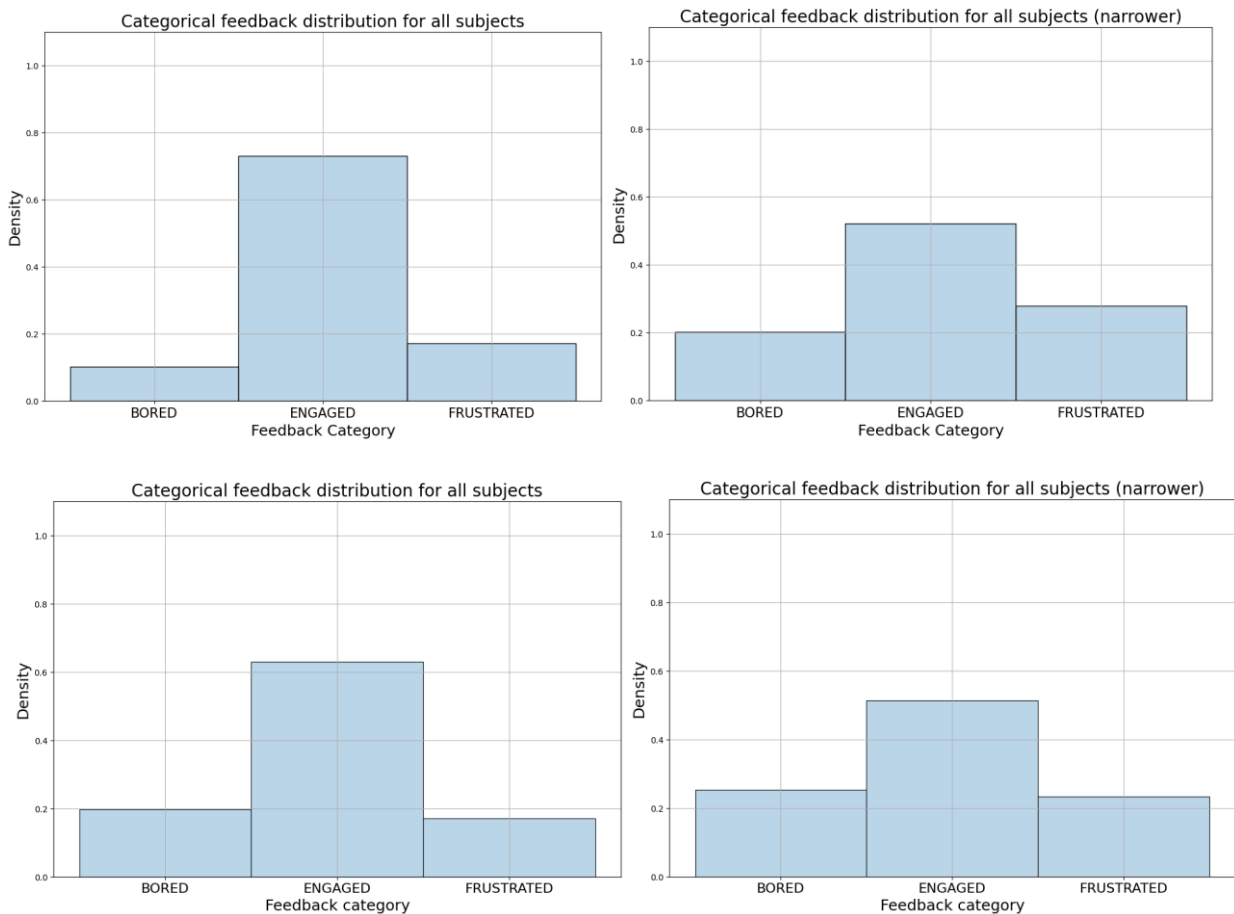 Categorical feedback distribution for all subjects
1.0
0.8
0.6
0.4
0.2
0.0
Density
BORED ENGAGED FRUSTRATED
Feedback Category
Categorical feedback distribution for all subjects (narrower)
1.0
0.8
0.6
0.4
0.2
0.0
Density
BORED ENGAGED FRUSTRATED
Feedback Category
Categorical feedback distribution for all subjects
1.0
0.8
0.6
0.4
0.2
0.0
Density
BORED ENGAGED FRUSTRATED
Feedback category
Categorical feedback distribution for all subjects (narrower)
1.0
0.8
0.6
0.4
0.2
0.0
Density
BORED ENGAGED FRUSTRATED
Feedback category